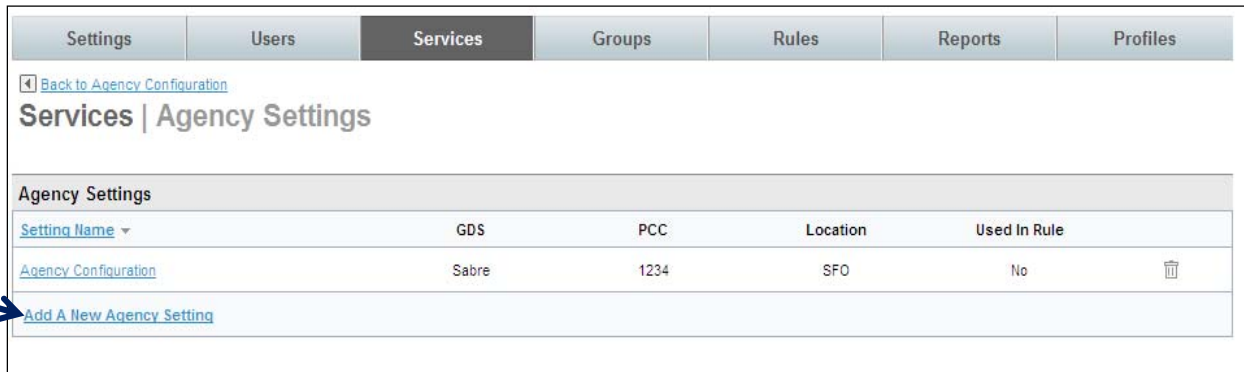 Settings Users Services Groups Rules Reports Profiles
Back to Agency Configuration
Services | Agency Settings
Agency Settings
Setting Name GDS PCC Location Used In Rule
Agency Configuration Sabre 1234 SFO No
Add A New Agency Setting